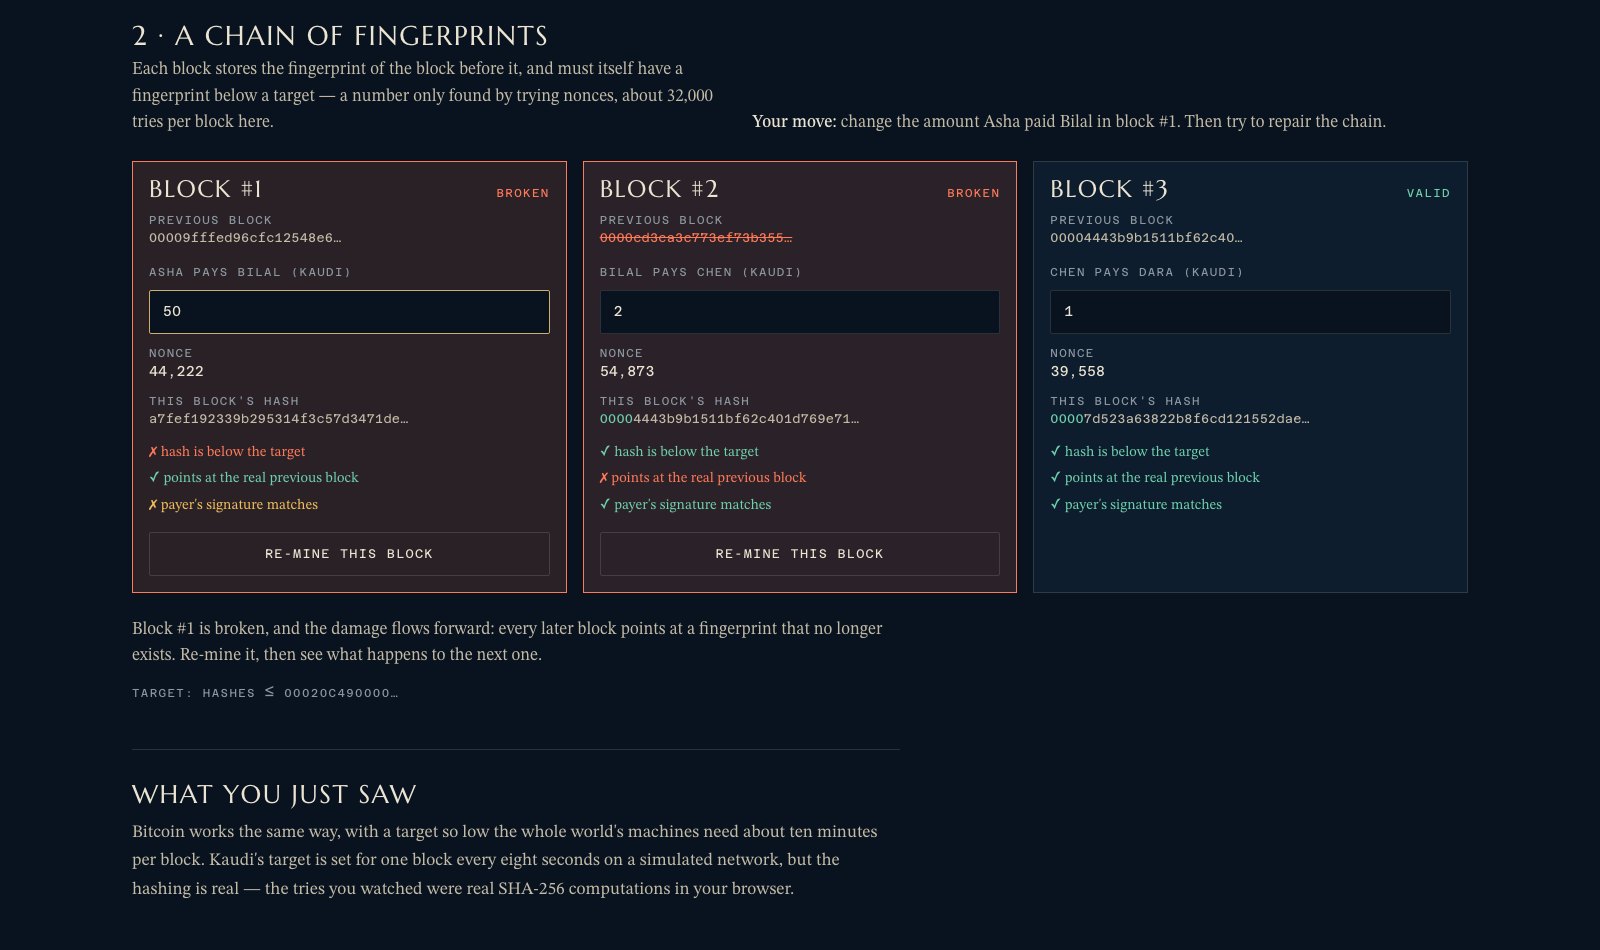 2 · A CHAIN OF FINGERPRINTS
Each block stores the fingerprint of the block before it, and must itself have a
fingerprint below a target — a number only found by trying nonces, about 32,000
tries per block here.
Your move: change the amount Asha paid Bilal in block #1. Then try to repair the chain.
BLOCK #1
BROKEN
PREVIOUS BLOCK
00009fffed96cfc12548e6…
ASHA PAYS BILAL (KAUDI)
50
NONCE
44,222
THIS BLOCK'S HASH
a7fef192339b295314f3c57d3471de…
✗ hash is below the target
✓ points at the real previous block
✗ payer's signature matches
RE-MINE THIS BLOCK
BLOCK #2
BROKEN
PREVIOUS BLOCK
0000cd3ca3c773ef73b355…
BILAL PAYS CHEN (KAUDI)
2
NONCE
54,873
THIS BLOCK'S HASH
00004443b9b1511bf62c401d769e71…
✓ hash is below the target
✗ points at the real previous block
✓ payer's signature matches
RE-MINE THIS BLOCK
BLOCK #3
VALID
PREVIOUS BLOCK
00004443b9b1511bf62c40…
CHEN PAYS DARA (KAUDI)
1
NONCE
39,558
THIS BLOCK'S HASH
00007d523a63822b8f6cd121552dae…
✓ hash is below the target
✓ points at the real previous block
✓ payer's signature matches
Block #1 is broken, and the damage flows forward: every later block points at a fingerprint that no longer
exists. Re-mine it, then see what happens to the next one.
TARGET: HASHES ≤ 00020C490000…
WHAT YOU JUST SAW
Bitcoin works the same way, with a target so low the whole world's machines need about ten minutes
per block. Kaudi's target is set for one block every eight seconds on a simulated network, but the
hashing is real — the tries you watched were real SHA-256 computations in your browser.